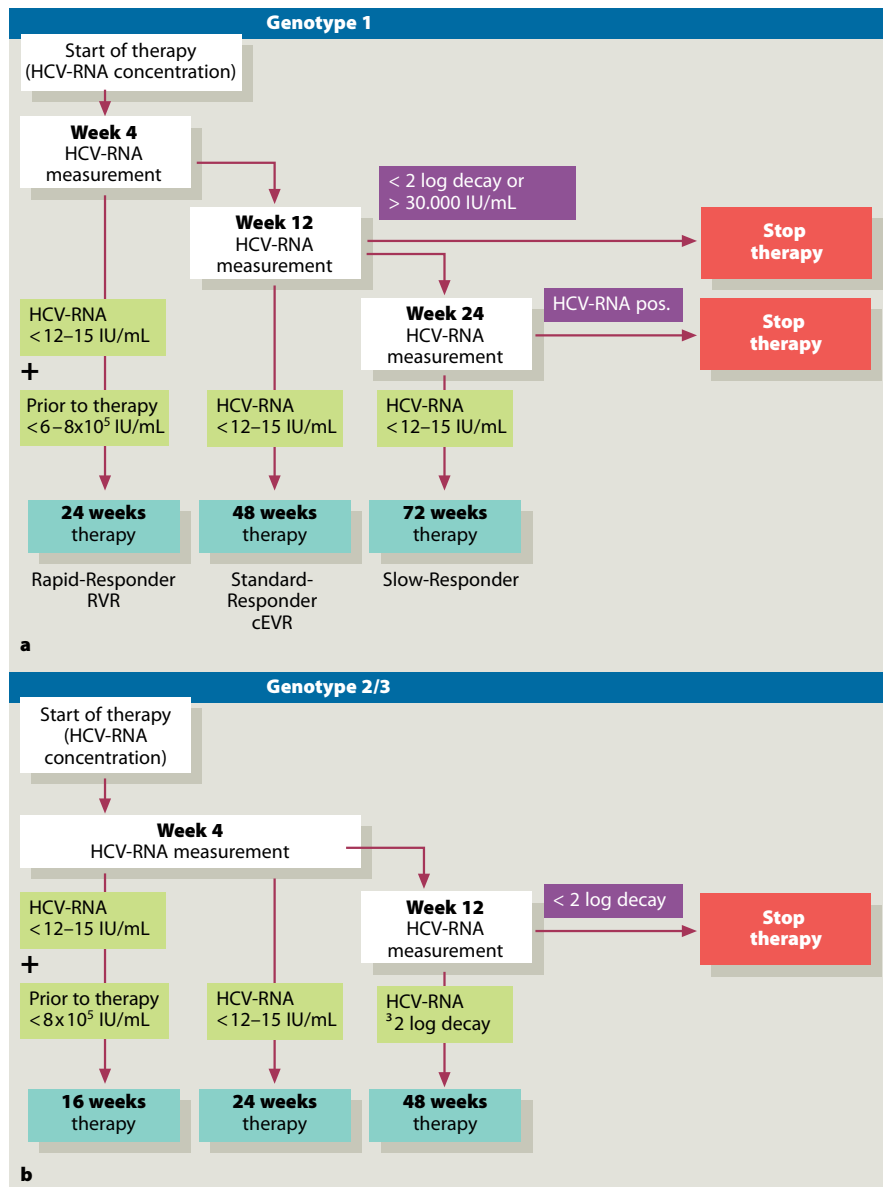 Genotype 1
Start of therapy
(HCV-RNA concentration)
Week 4
HCV-RNA
measurement
< 2 log decay or
> 30.000 IU/mL
Week 12
HCV-RNA
measurement
Stop
therapy
Week 24
HCV-RNA
measurement
HCV-RNA pos.
Stop
therapy
HCV-RNA
<12–15 IU/mL
+
Prior to therapy
<6–8x10⁵ IU/mL
HCV-RNA
<12–15 IU/mL
HCV-RNA
<12–15 IU/mL
24 weeks
therapy
48 weeks
therapy
72 weeks
therapy
Rapid-Responder
RVR
Standard-
Responder
cEVR
Slow-Responder
a
Genotype 2/3
Start of therapy
(HCV-RNA
concentration)
Week 4
HCV-RNA measurement
HCV-RNA
<12–15 IU/mL
+
Prior to therapy
<8x10⁵ IU/mL
HCV-RNA
<12–15 IU/mL
Week 12
HCV-RNA
measurement
< 2 log decay
Stop
therapy
HCV-RNA
³2 log decay
16 weeks
therapy
24 weeks
therapy
48 weeks
therapy
b